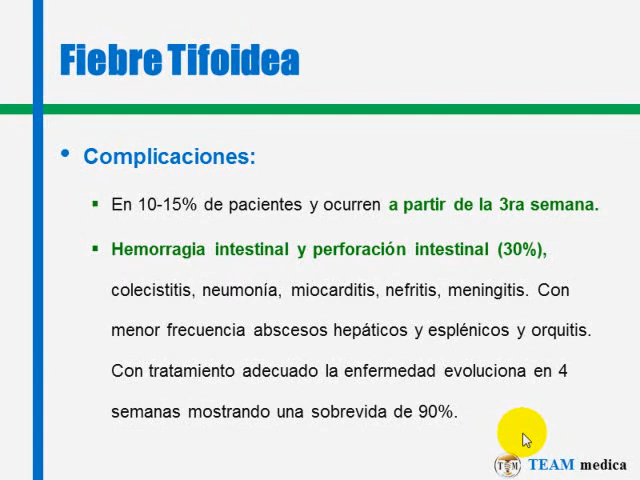 Fiebre Tifoidea
• Complicaciones:
▪ En 10-15% de pacientes y ocurren a partir de la 3ra semana.
▪ Hemorragia intestinal y perforación intestinal (30%),
colecistitis, neumonía, miocarditis, nefritis, meningitis. Con
menor frecuencia abscesos hepáticos y esplénicos y orquitis.
Con tratamiento adecuado la enfermedad evoluciona en 4
semanas mostrando una sobrevida de 90%.
TEAM medica